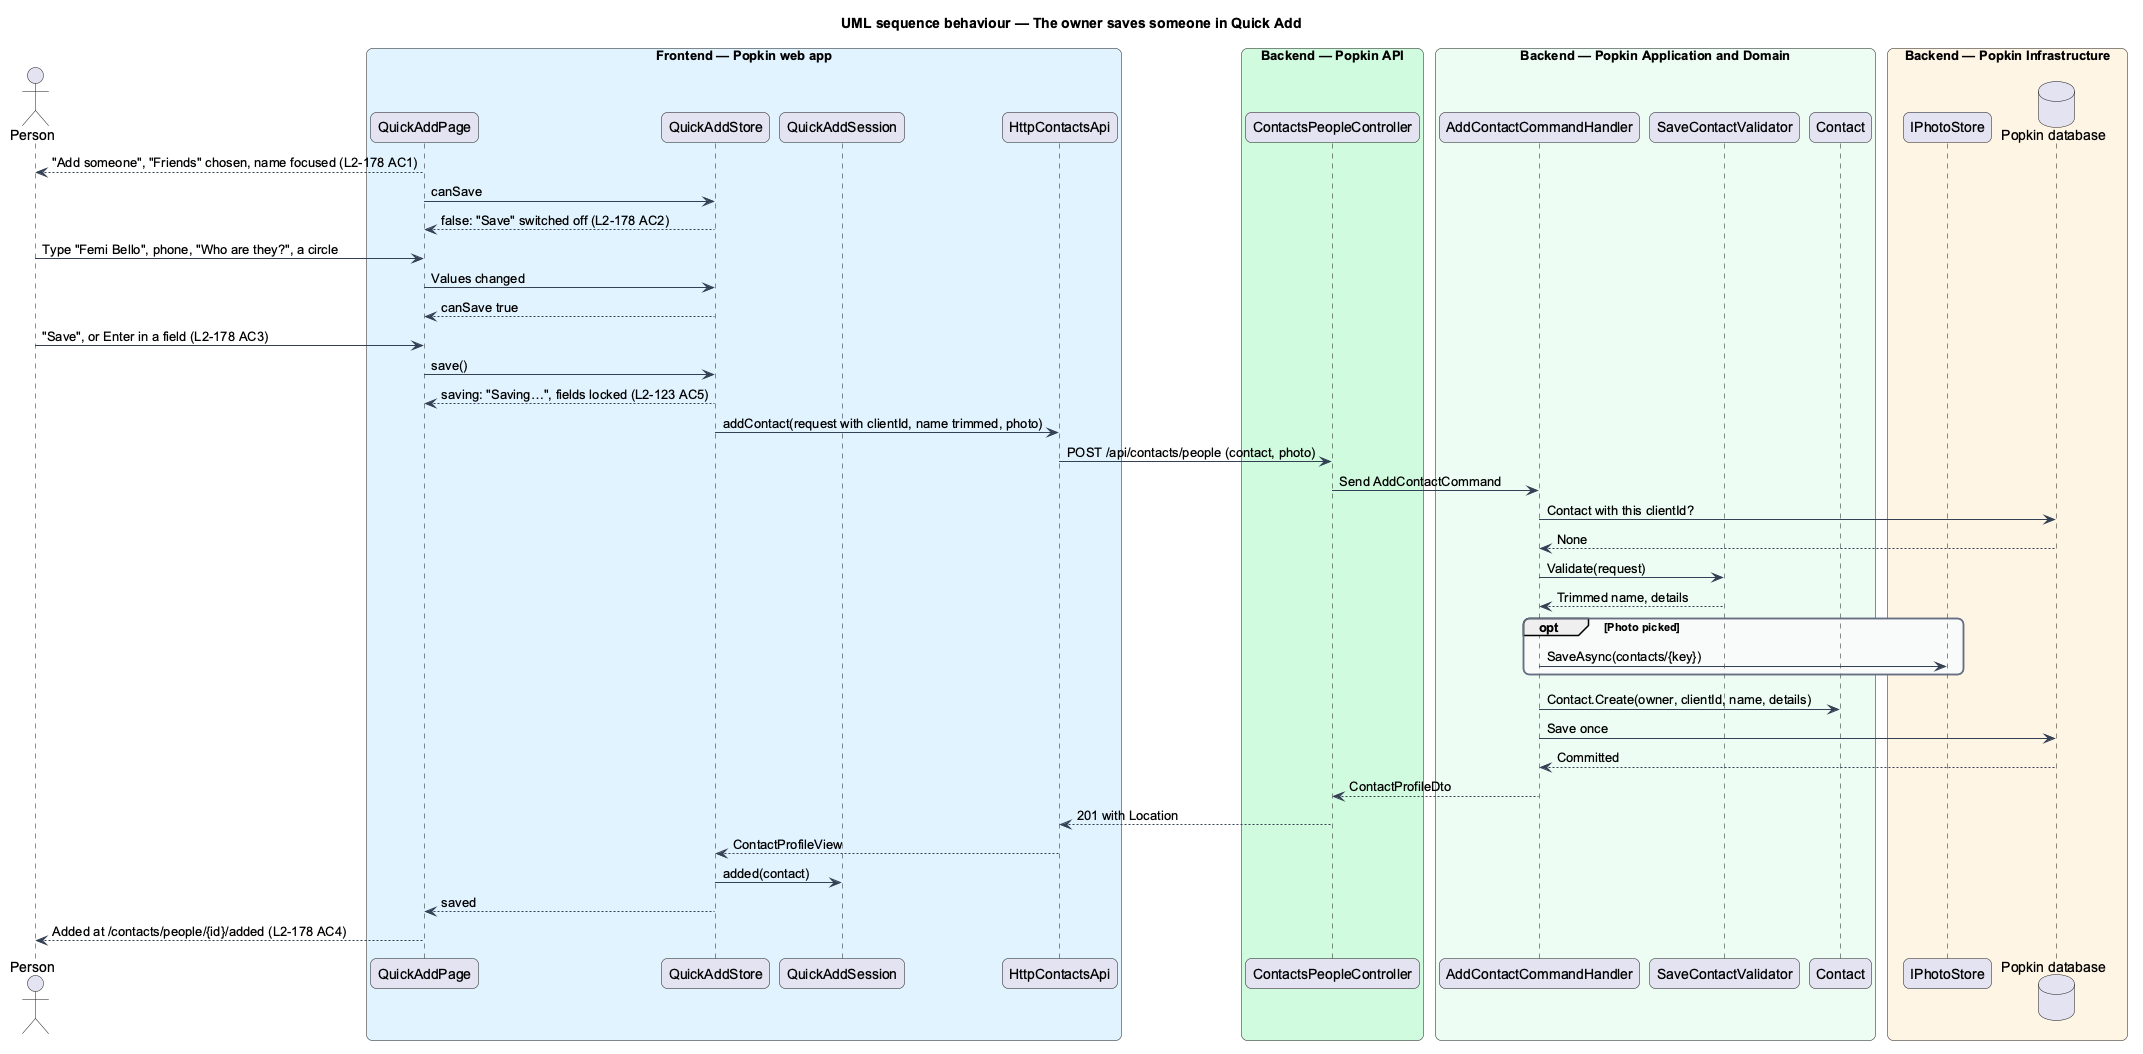 UML sequence behaviour — The owner saves someone in Quick Add
Frontend — Popkin web app
Backend — Popkin API
Backend — Popkin Application and Domain
Backend — Popkin Infrastructure
Person
QuickAddPage
QuickAddStore
QuickAddSession
HttpContactsApi
ContactsPeopleController
AddContactCommandHandler
SaveContactValidator
Contact
IPhotoStore
Popkin database
"Add someone", "Friends" chosen, name focused (L2-178 AC1)
canSave
false: "Save" switched off (L2-178 AC2)
Type "Femi Bello", phone, "Who are they?", a circle
Values changed
canSave true
"Save", or Enter in a field (L2-178 AC3)
save()
saving: "Saving…", fields locked (L2-123 AC5)
addContact(request with clientId, name trimmed, photo)
POST /api/contacts/people (contact, photo)
Send AddContactCommand
Contact with this clientId?
None
Validate(request)
Trimmed name, details
opt [Photo picked]
SaveAsync(contacts/{key})
Contact.Create(owner, clientId, name, details)
Save once
Committed
ContactProfileDto
201 with Location
ContactProfileView
added(contact)
saved
Added at /contacts/people/{id}/added (L2-178 AC4)
Person
QuickAddPage
QuickAddStore
QuickAddSession
HttpContactsApi
ContactsPeopleController
AddContactCommandHandler
SaveContactValidator
Contact
IPhotoStore
Popkin database